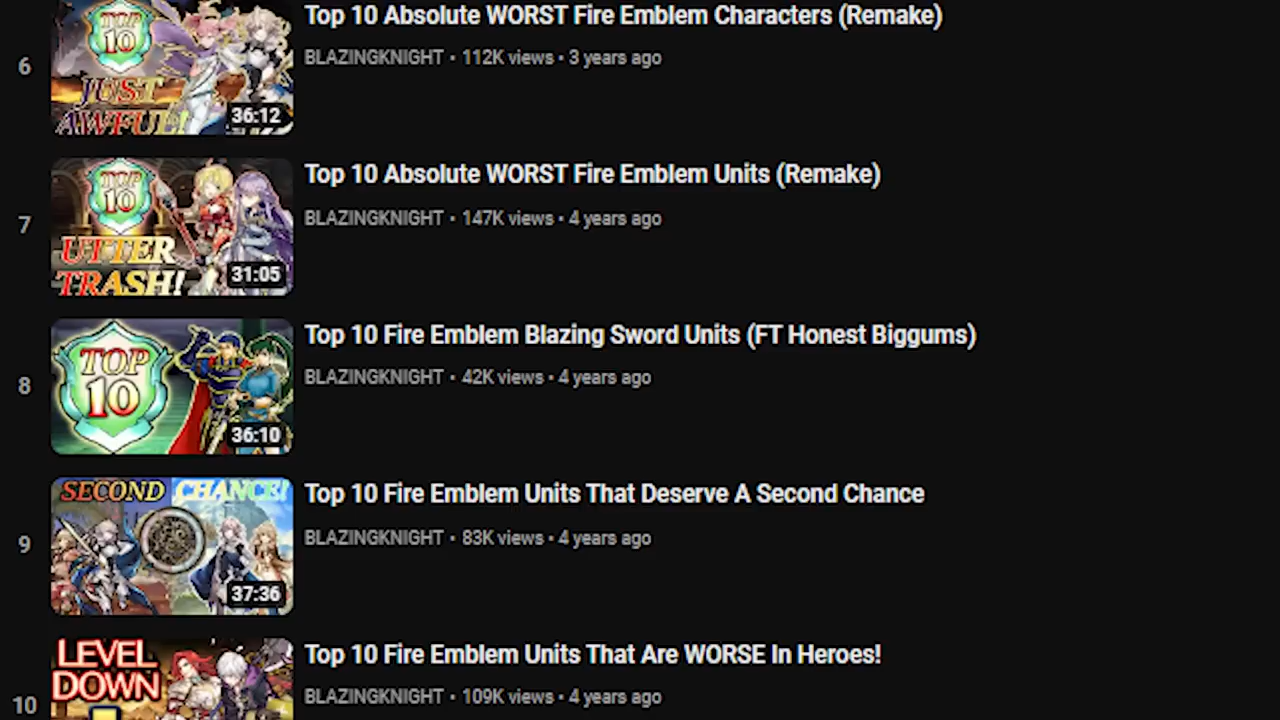 Top 10 Absolute WORST Fire Emblem Characters (Remake)
BLAZINGKNIGHT • 112K views • 3 years ago
6
TOP
10
JUST
AWFUL!
36:12
Top 10 Absolute WORST Fire Emblem Units (Remake)
BLAZINGKNIGHT • 147K views • 4 years ago
7
TOP
10
UTTER
TRASH!
31:05
Top 10 Fire Emblem Blazing Sword Units (FT Honest Biggums)
BLAZINGKNIGHT • 42K views • 4 years ago
8
TOP
10
36:10
Top 10 Fire Emblem Units That Deserve A Second Chance
BLAZINGKNIGHT • 83K views • 4 years ago
9
SECOND CHANCE!
37:36
Top 10 Fire Emblem Units That Are WORSE In Heroes!
BLAZINGKNIGHT • 109K views • 4 years ago
10
LEVEL
DOWN